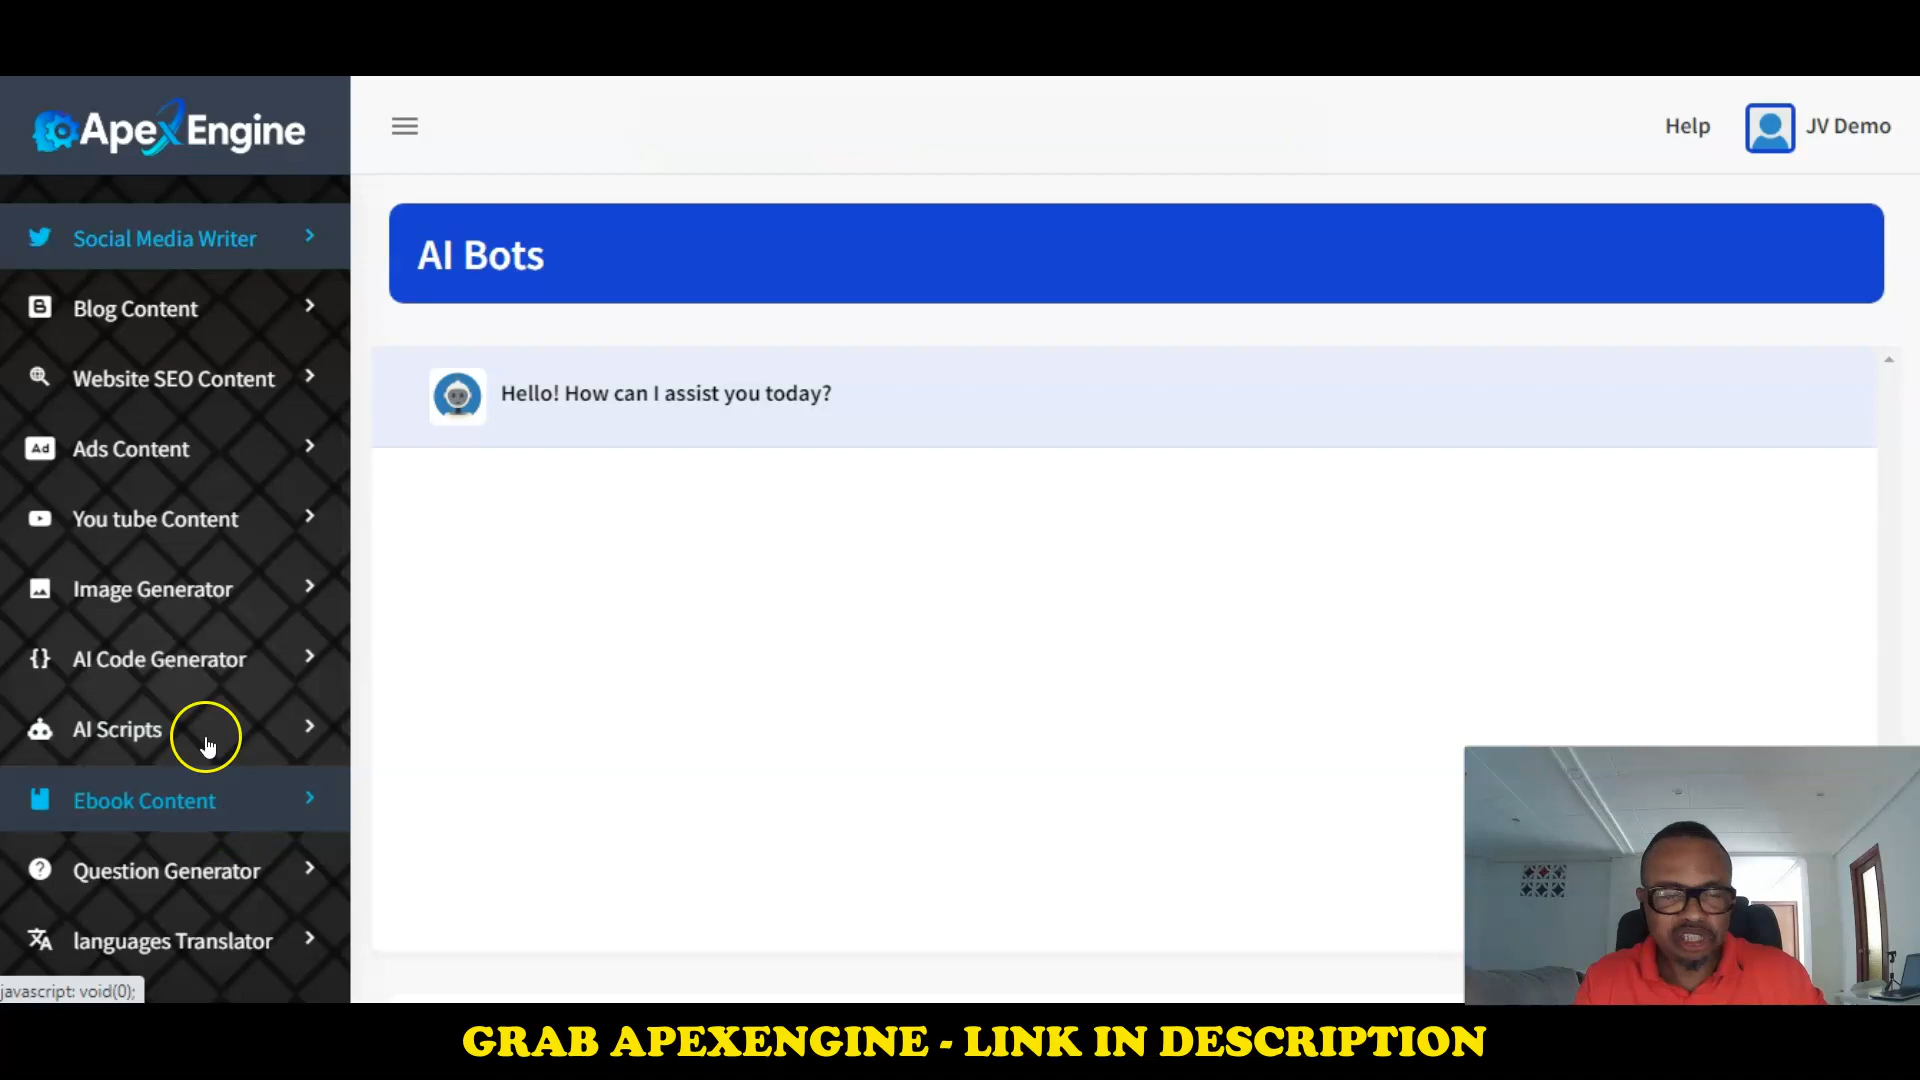 ApexEngine
Help
JV Demo
Social Media Writer
Blog Content
Website SEO Content
Ad
Ads Content
You tube Content
Image Generator
{} AI Code Generator
AI Scripts
Ebook Content
? Question Generator
languages Translator
javascript: void(0);
AI Bots
Hello! How can I assist you today?
GRAB APEXENGINE - LINK IN DESCRIPTION